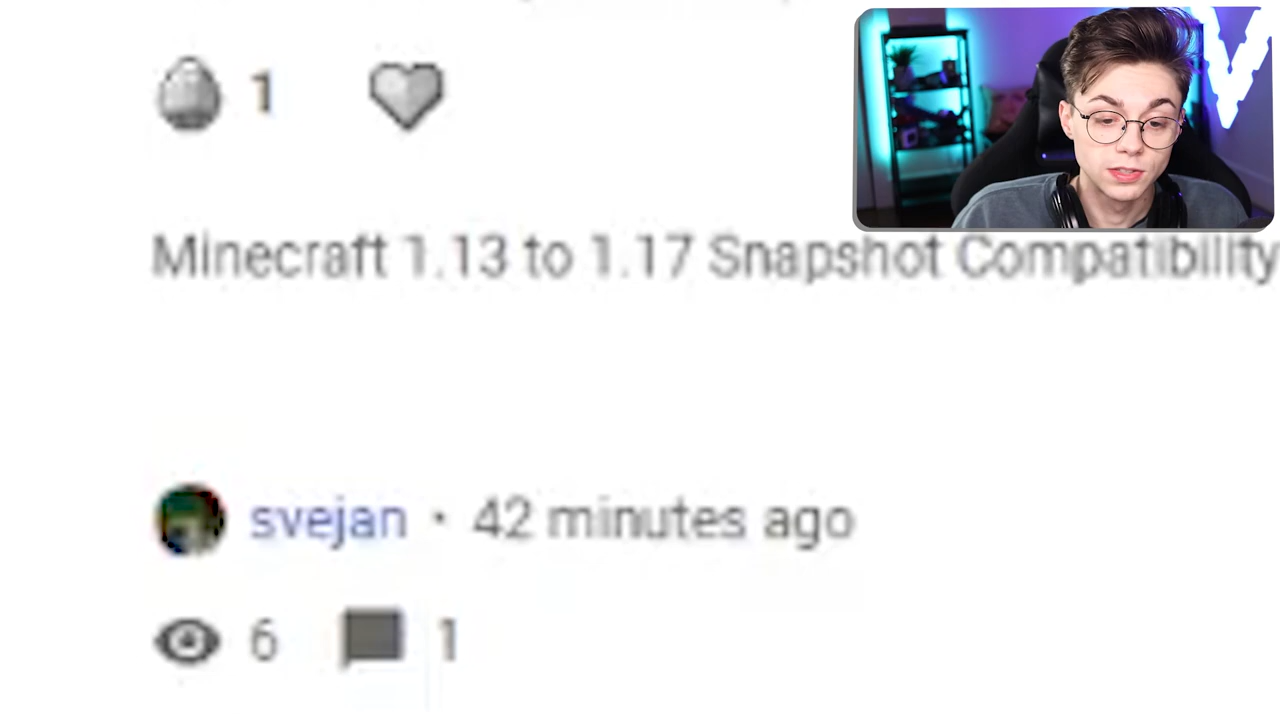 1
Minecraft 1.13 to 1.17 Snapshot Compatibility
svejan • 42 minutes ago
6 1